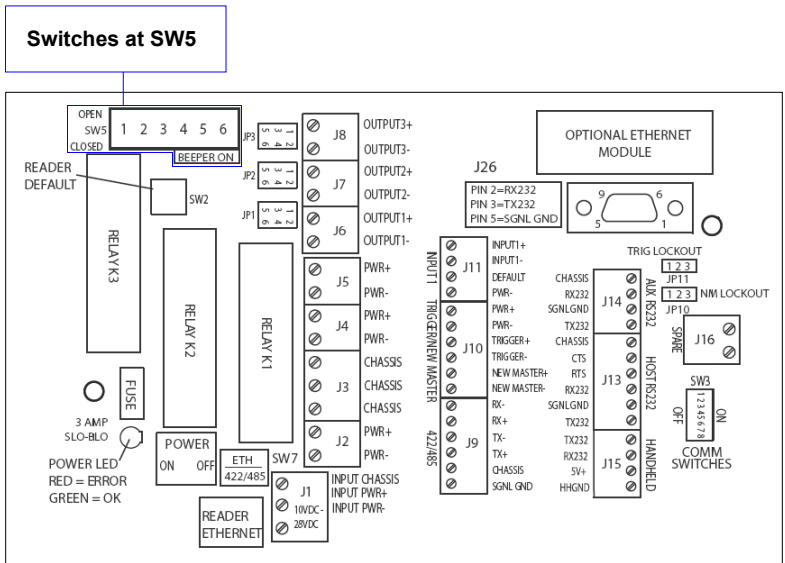 Switches at SW5
OPEN
SW5
CLOSED
1 2 3 4 5 6
BEEPER ON
READER
DEFAULT
SW2
RELAY K3
RELAY K2
RELAY K1
JP3
1 3 5
2 4 6
JP2
1 3 5
2 4 6
JP1
1 3 5
2 4 6
J8
OUTPUT3+
OUTPUT3-
J7
OUTPUT2+
OUTPUT2-
J6
OUTPUT1+
OUTPUT1-
J5
PWR+
PWR-
J4
PWR+
PWR-
J3
CHASSIS
CHASSIS
CHASSIS
J2
PWR+
PWR-
FUSE
3 AMP
SLO-BLO
POWER LED
RED = ERROR
GREEN = OK
POWER
ON OFF
ETH
422/485
SW7
READER
ETHERNET
J1
10VDC-
28VDC
INPUT CHASSIS
INPUT PWR+
INPUT PWR-
OPTIONAL ETHERNET
MODULE
J26
PIN 2=RX232
PIN 3=TX232
PIN 5=SGNL GND
9 6
5 1
INPUT1
J11
INPUT1+
INPUT1-
DEFAULT
PWR-
TRIGGER/NEW MASTER
J10
PWR+
PWR-
TRIGGER+
TRIGGER-
NEW MASTER+
NEW MASTER-
422/485
J9
RX-
RX+
TX-
TX+
CHASSIS
SGNL GND
CHASSIS
RX232
SGNLGND
TX232
J14
AUX RS232
CHASSIS
CTS
RTS
RX232
SGNLGND
TX232
J13
HOST RS232
TX232
RX232
5V+
HHGND
J15
HANDHELD
TRIG LOCKOUT
1 2 3
JP11
1 2 3
N/M LOCKOUT
JP10
SPARE
J16
SW3
1 2 3 4 5 6 7 8
OFF
ON
COMM
SWITCHES